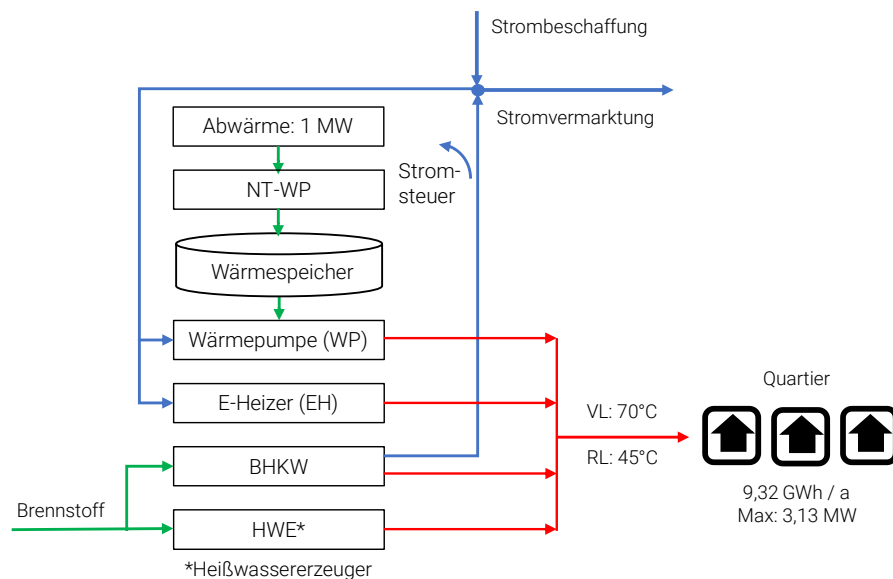 Strombeschaffung
Stromvermarktung
Abwärme: 1 MW
Strom-
steuer
NT-WP
Wärmespeicher
Wärmepumpe (WP)
E-Heizer (EH)
BHKW
Brennstoff
HWE*
*Heißwassererzeuger
VL: 70°C
RL: 45°C
Quartier
9,32 GWh / a
Max: 3,13 MW